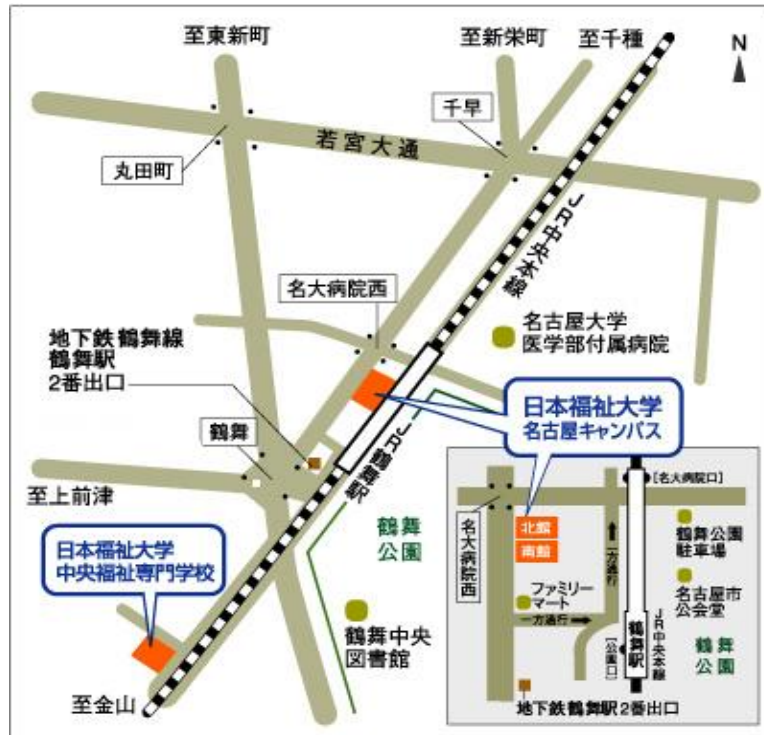 至東新町
至新栄町
至千種
N
千早
若宮大通
丸田町
JR中央本線
名大病院西
名古屋大学
医学部付属病院
地下鉄鶴舞線
鶴舞駅
2番出口
日本福祉大学
名古屋キャンパス
鶴舞
JR鶴舞駅
至上前津
鶴舞
公園
日本福祉大学
中央福祉専門学校
鶴舞中央
図書館
至金山
[名大病院口]
名大病院西
北館
南館
一方通行
鶴舞公園
駐車場
ファミリー
マート
名古屋市
公会堂
一方通行
[公園口]
鶴舞駅
JR中央本線
鶴舞
公園
地下鉄鶴舞駅2番出口